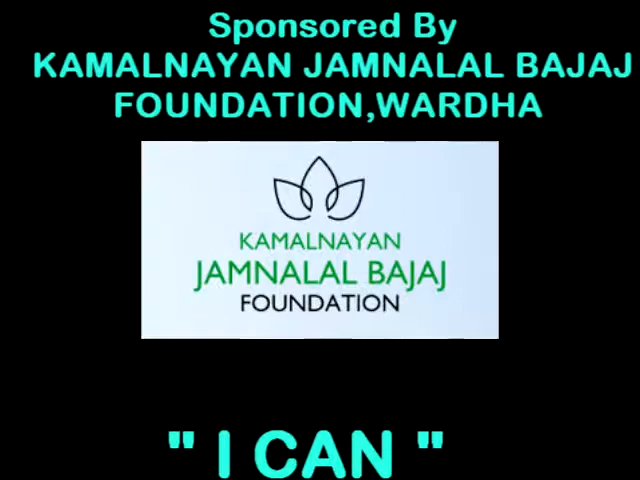 Sponsored By
KAMALNAYAN JAMNALAL BAJAJ
FOUNDATION,WARDHA
KAMALNAYAN
JAMNALAL BAJAJ
FOUNDATION
" I CAN "